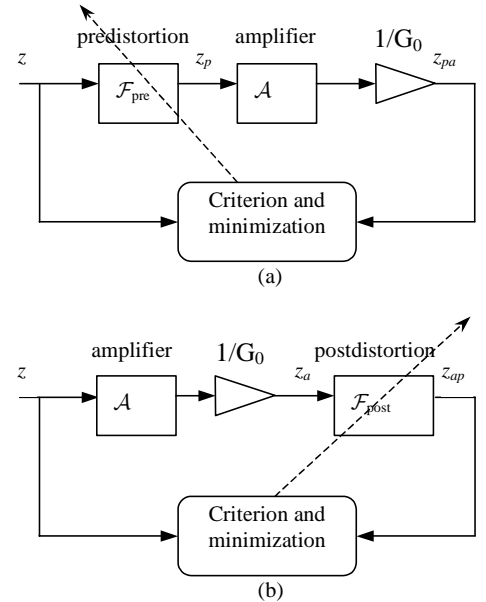 predistortion
amplifier
1/G₀
z
zₚ
zₚₐ
ℱpre
𝒜
Criterion and
minimization
(a)
amplifier
1/G₀
postdistortion
z
zₐ
zₐₚ
𝒜
ℱpost
Criterion and
minimization
(b)